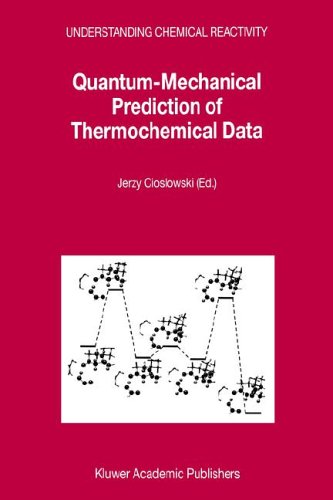 UNDERSTANDING CHEMICAL REACTIVITY
Quantum-Mechanical
Prediction of
Thermochemical Data
Jerzy Cioslowski (Ed.)
Kluwer Academic Publishers